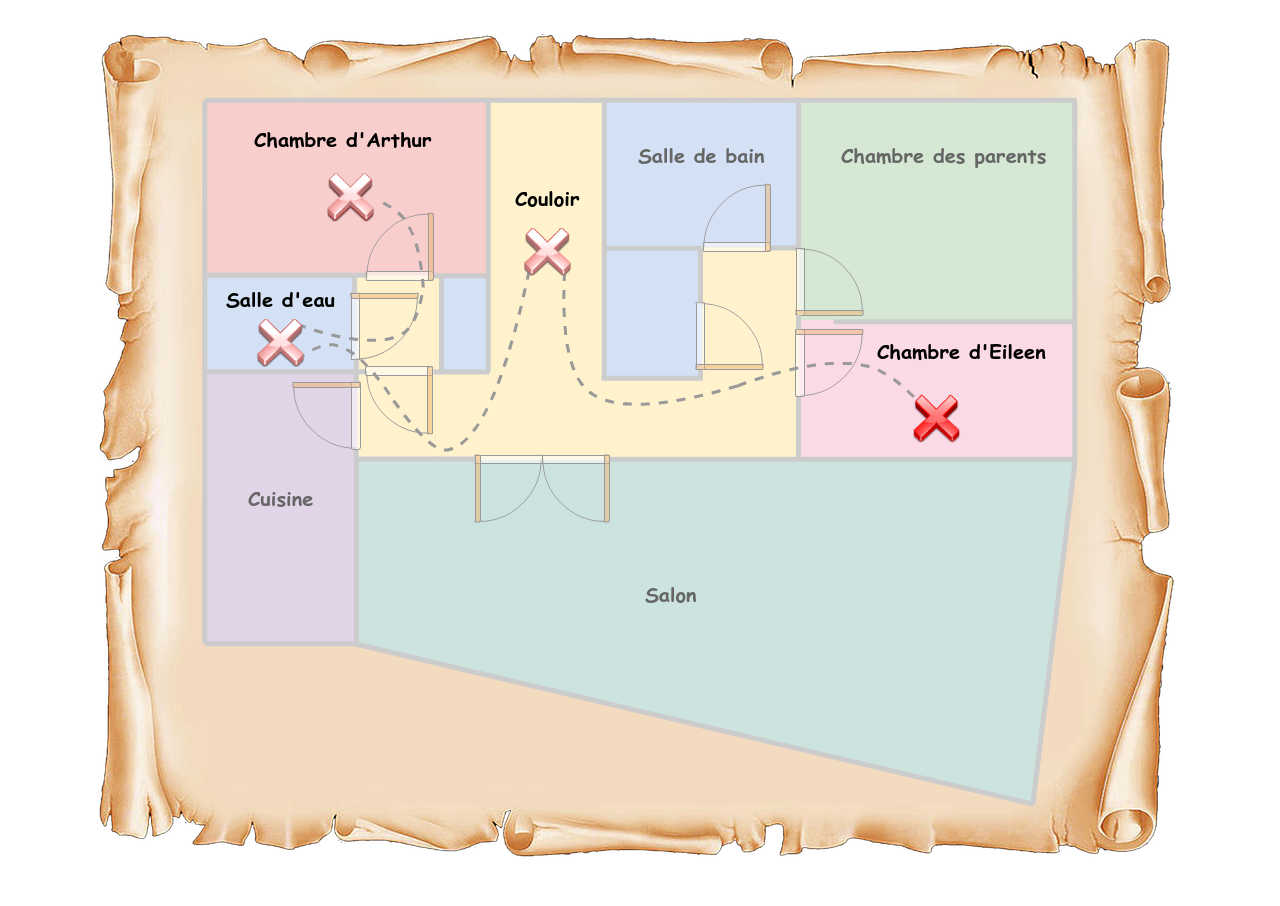 Chambre d'Arthur
Salle de bain
Chambre des parents
Couloir
Salle d'eau
Chambre d'Eileen
Cuisine
Salon